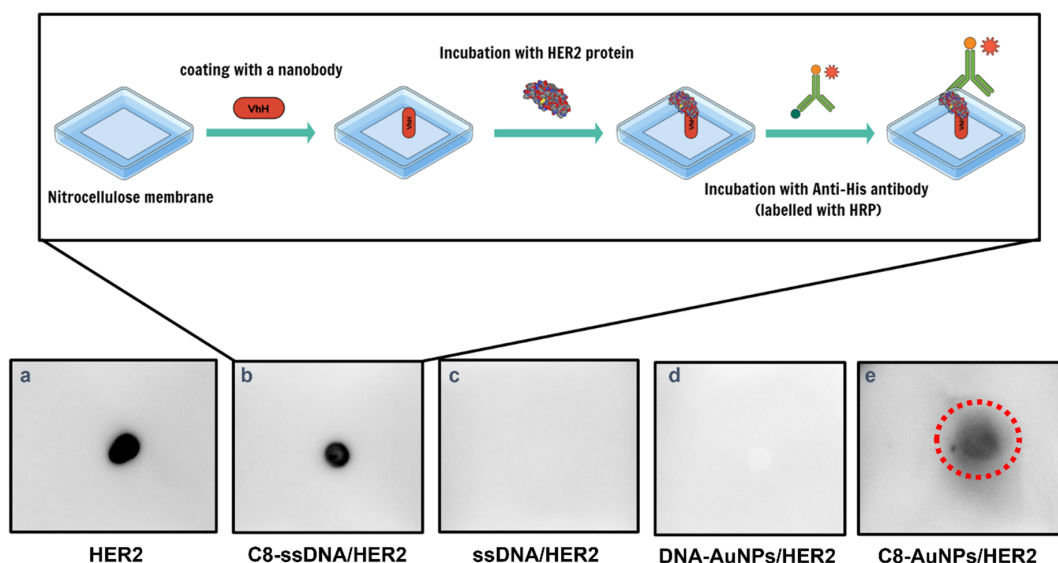 Incubation with HER2 protein
coating with a nanobody
VhH
VhH
VhH
VhH
Nitrocellulose membrane
Incubation with Anti-His antibody
(labelled with HRP)
a
b
c
d
e
HER2
C8-ssDNA/HER2
ssDNA/HER2
DNA-AuNPs/HER2
C8-AuNPs/HER2